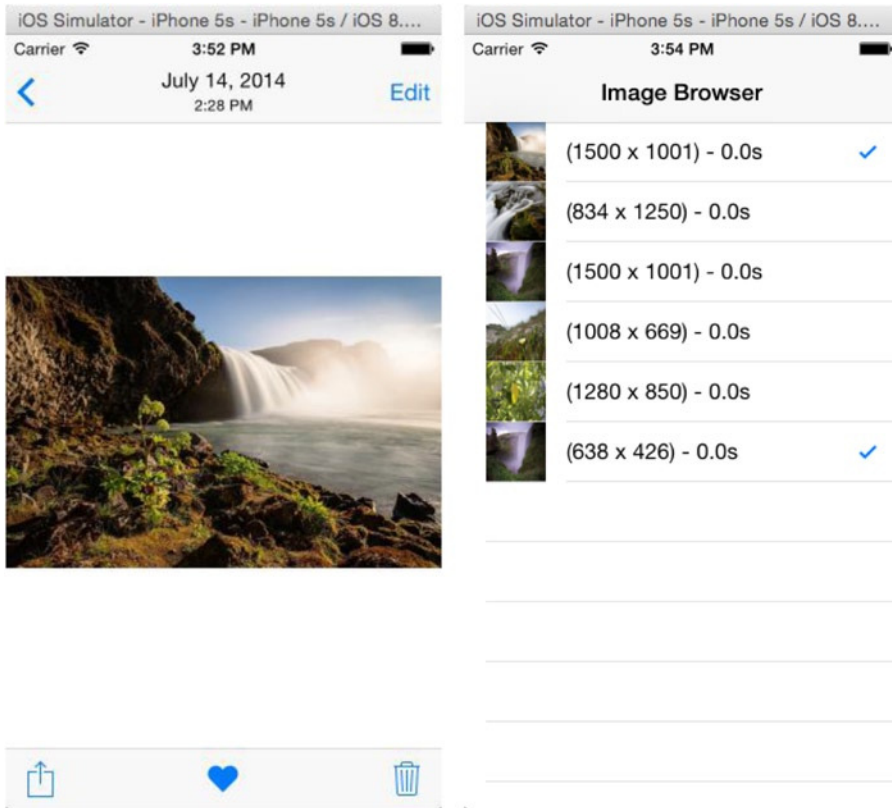 iOS Simulator - iPhone 5s - iPhone 5s / iOS 8....
Carrier 3:52 PM
July 14, 2014
2:28 PM
Edit
iOS Simulator - iPhone 5s - iPhone 5s / iOS 8....
Carrier 3:54 PM
Image Browser
(1500 x 1001) - 0.0s
(834 x 1250) - 0.0s
(1500 x 1001) - 0.0s
(1008 x 669) - 0.0s
(1280 x 850) - 0.0s
(638 x 426) - 0.0s